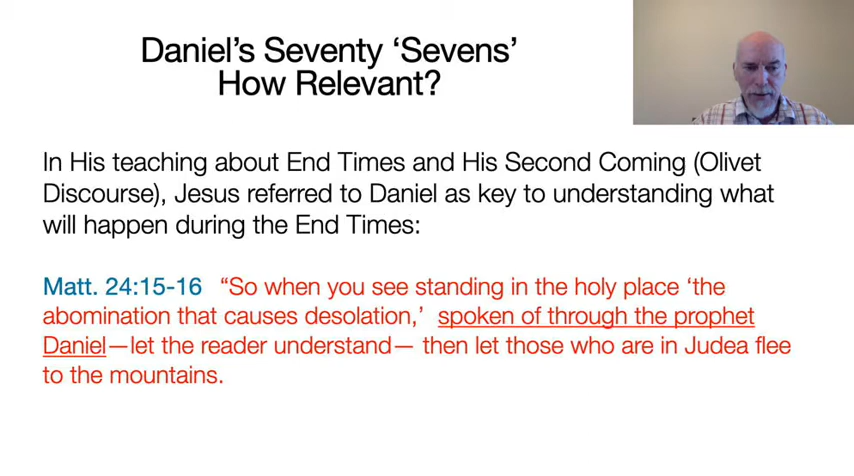 Daniel’s Seventy ‘Sevens’
How Relevant?
In His teaching about End Times and His Second Coming (Olivet
Discourse), Jesus referred to Daniel as key to understanding what
will happen during the End Times:
Matt. 24:15-16 “So when you see standing in the holy place ‘the
abomination that causes desolation,’ spoken of through the prophet
Daniel—let the reader understand— then let those who are in Judea flee
to the mountains.